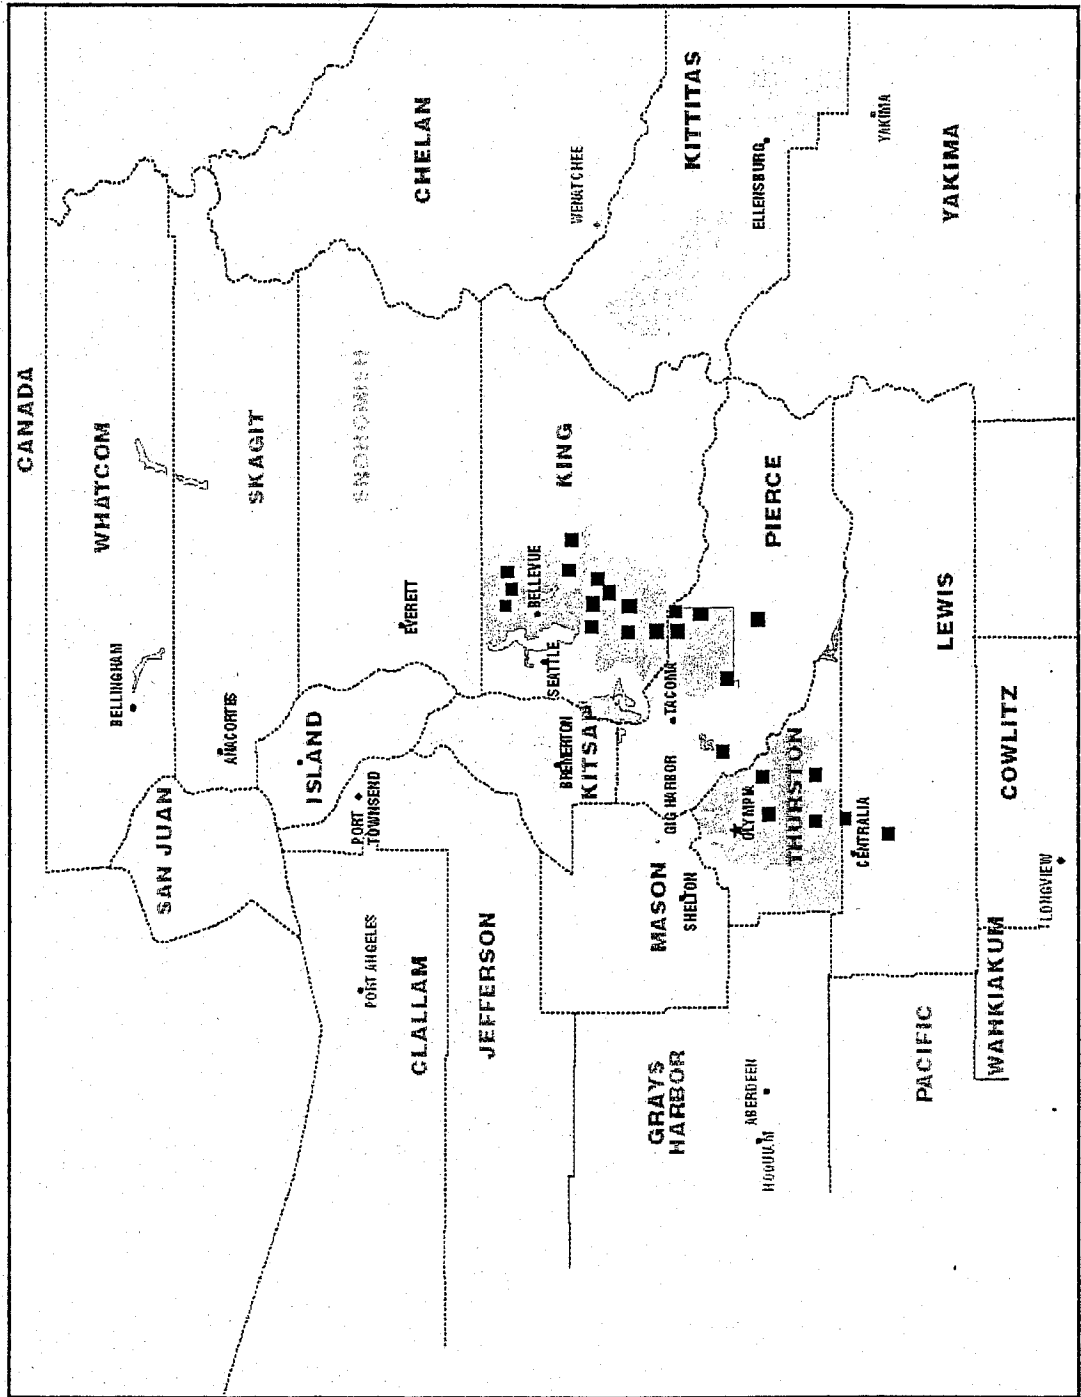 CANADA
WHATCOM
BELLINGHAM
SAN JUAN
SKAGIT
ANACORTES
ISLAND
CHELAN
SNOHOMISH
EVERETT
PORT
TOWNSEND
PORT ANGELES
CLALLAM
JEFFERSON
KING
BELLEVUE
SEATTLE
BREMERTON
KITSAP
WENATCHEE
KITTITAS
ELLENSBURG
TACOMA
GIG HARBOR
MASON
SHELTON
GRAYS
HARBOR
ABERDEEN
HOQUIAM
PIERCE
OLYMPIA
THURSTON
YAKIMA
YAKIMA
CENTRALIA
LEWIS
PACIFIC
COWLITZ
WAHKIAKUM
LONGVIEW